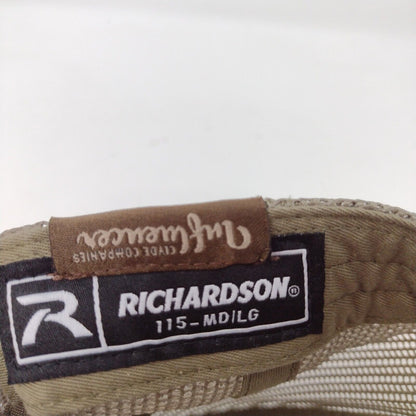 Influencer
CLYDE COMPANIES
R RICHARDSON®
115-MD/LG